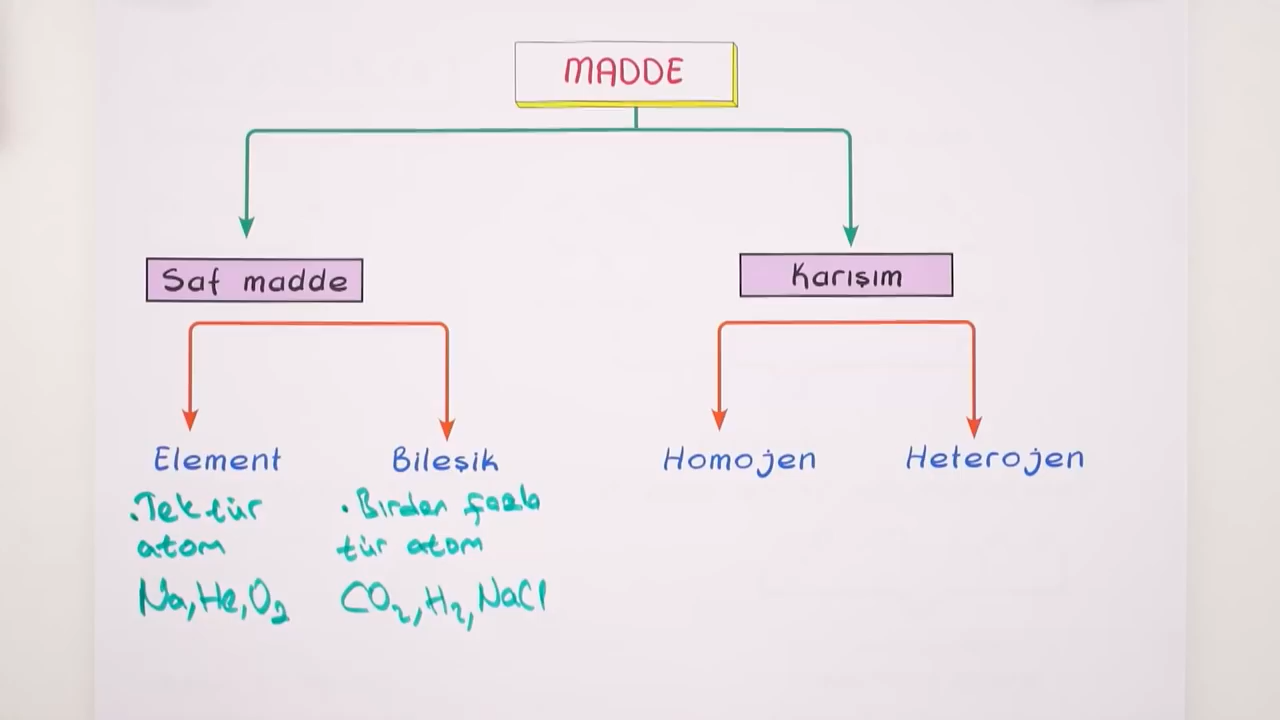 MADDE
Saf madde
Karışım
Element
Bileşik
Homojen
Heterojen
.Tek tür
atom
Na, He, O₂
. Birden fazla
tür atom
CO₂, H₂, NaCl